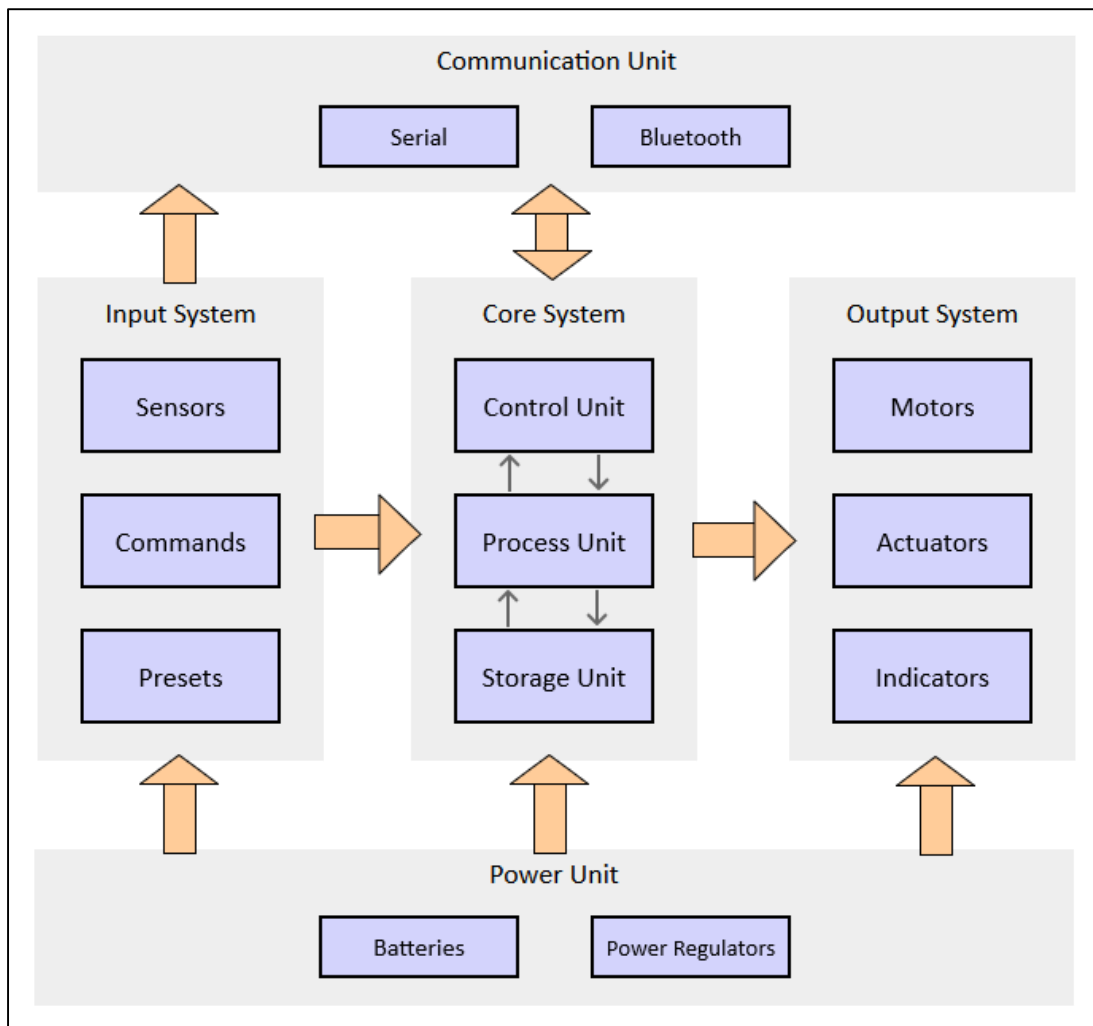 Communication Unit
Serial
Bluetooth
Input System
Core System
Output System
Sensors
Control Unit
Motors
Commands
Process Unit
Actuators
Presets
Storage Unit
Indicators
Power Unit
Batteries
Power Regulators